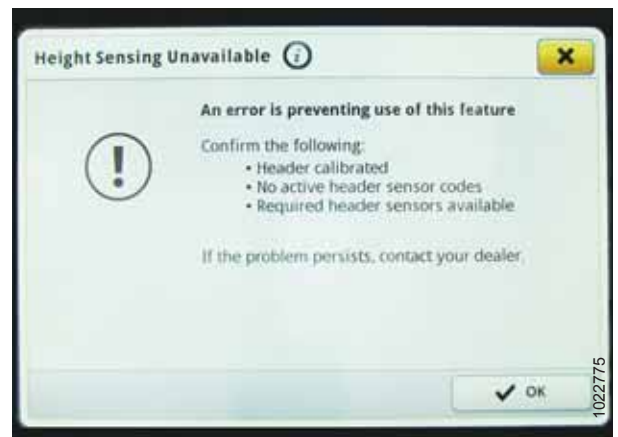 Height Sensing Unavailable
An error is preventing use of this feature
Confirm the following:
• Header calibrated
• No active header sensor codes
• Required header sensors available
If the problem persists, contact your dealer.
OK
1022775